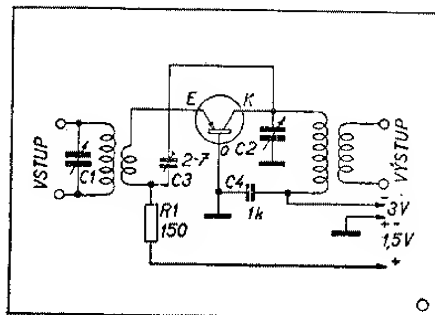 E
K
VSTUP
C1
2-7
C3
o
C2
C4
1k
R1
150
VÝSTUP
-
3V
+ -
1,5V
+